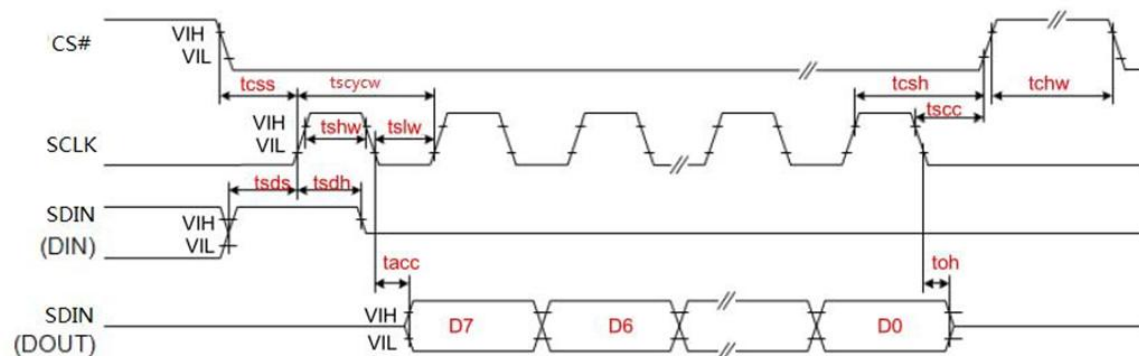 CS#
VIH
VIL
tcss
tscycw
tcsh
tchw
tscc
SCLK
VIH
VIL
tshw
tslw
tsds
tsdh
SDIN
(DIN)
VIH
VIL
tacc
toh
SDIN
(DOUT)
VIH
VIL
D7
D6
D0